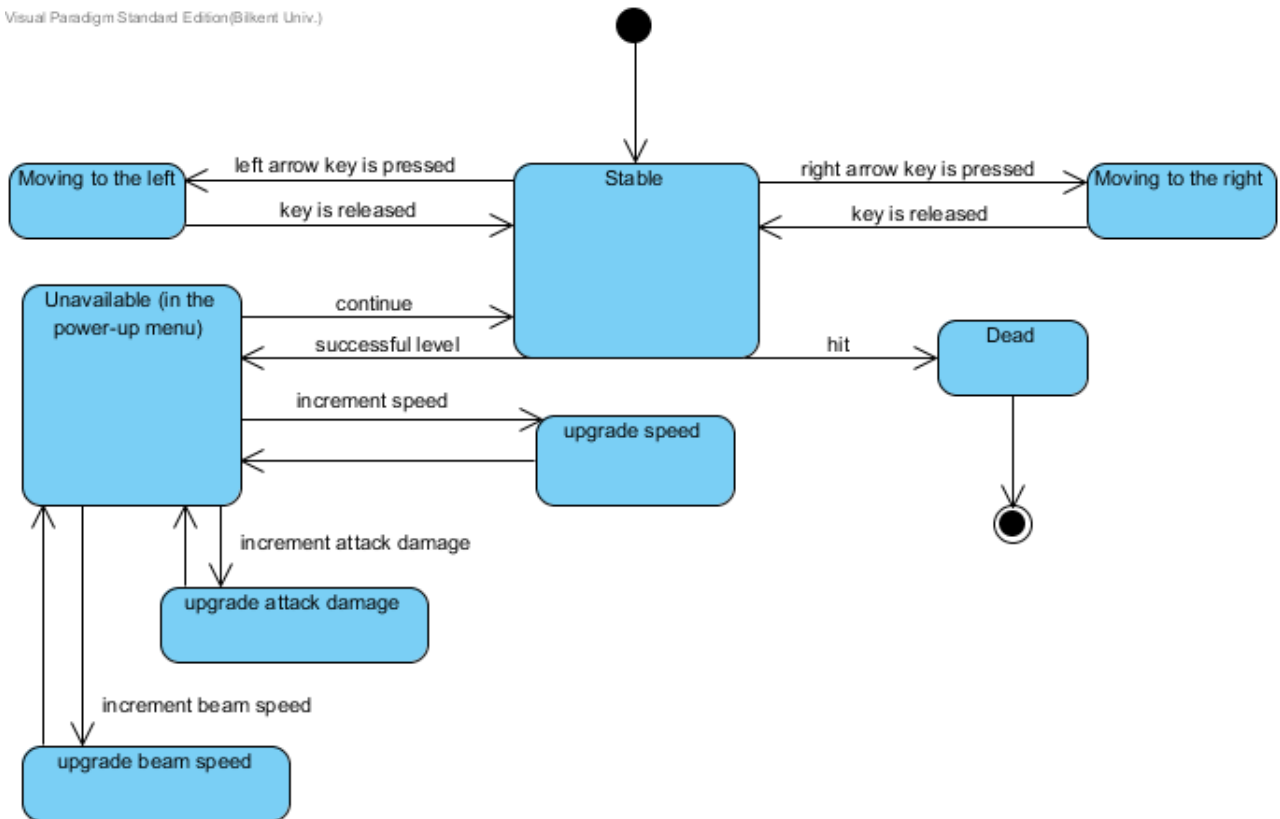 Visual Paradigm Standard Edition(Bilkent Univ.)
left arrow key is pressed
Moving to the left
Stable
right arrow key is pressed
Moving to the right
key is released
key is released
Unavailable (in the
power-up menu)
continue
successful level
hit
Dead
increment speed
upgrade speed
increment attack damage
upgrade attack damage
increment beam speed
upgrade beam speed